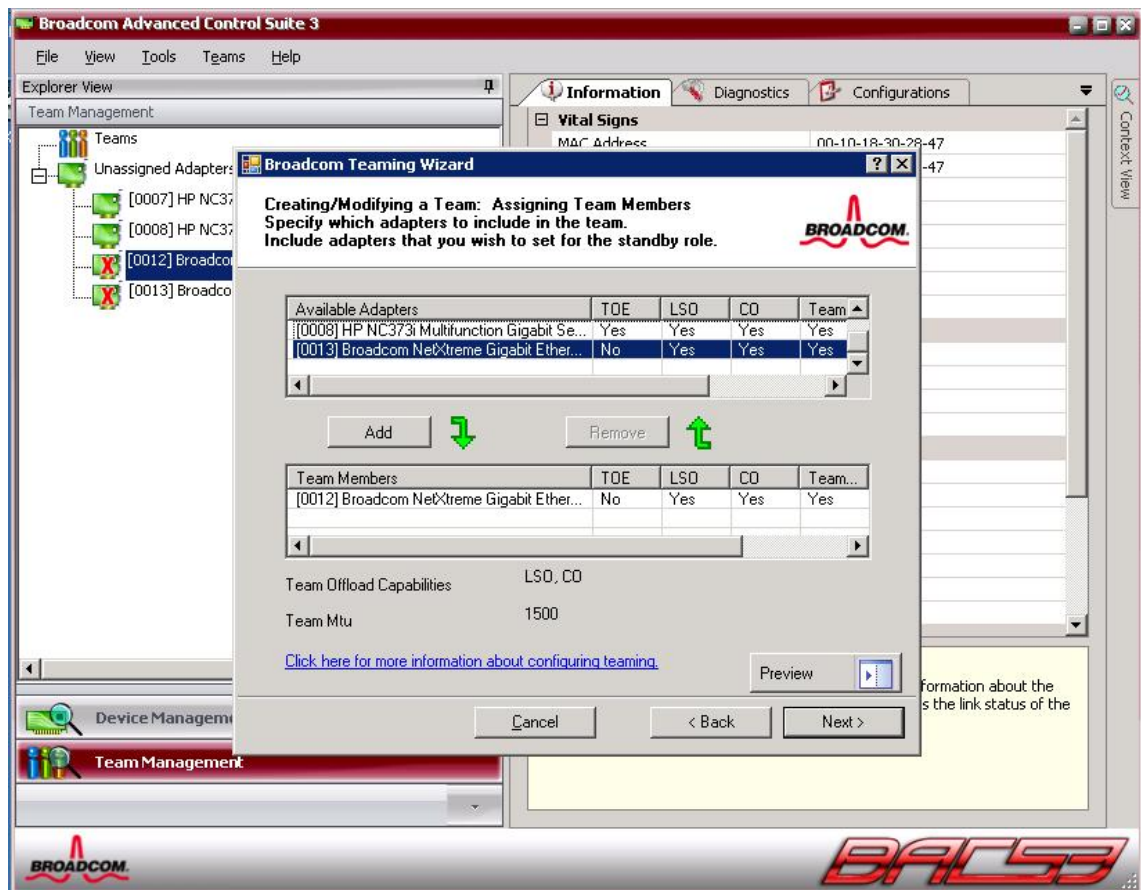 Broadcom Advanced Control Suite 3
File View Tools Teams Help
Explorer View
Team Management
Teams
Unassigned Adapters
[0007] HP NC37
[0008] HP NC37
[0012] Broadcom
[0013] Broadco
Information Diagnostics Configurations
Vital Signs
MAC Address 00-10-18-30-28-47
-47
Context View
Broadcom Teaming Wizard
Creating/Modifying a Team: Assigning Team Members
Specify which adapters to include in the team.
Include adapters that you wish to set for the standby role.
BROADCOM.
Available Adapters TOE LSO CO Team
[0008] HP NC373i Multifunction Gigabit Se... Yes Yes Yes Yes
[0013] Broadcom NetXtreme Gigabit Ether... No Yes Yes Yes
Add Remove
Team Members TOE LSO CO Team...
[0012] Broadcom NetXtreme Gigabit Ether... No Yes Yes Yes
Team Offload Capabilities LSO, CO
Team Mtu 1500
Click here for more information about configuring teaming.
Preview
Cancel < Back Next >
formation about the
s the link status of the
Device Managem
Team Management
BROADCOM.
BACS3